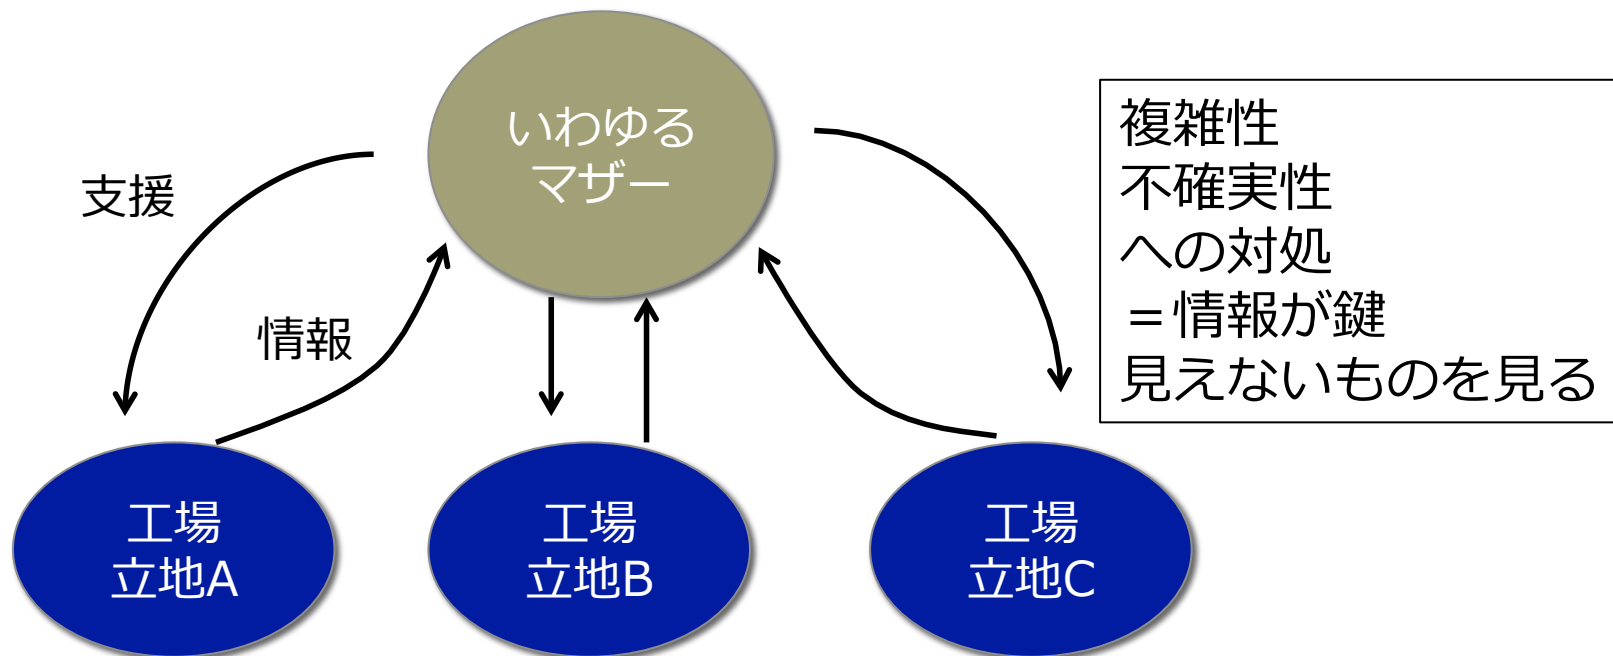 いわゆる
マザー
支援
情報
複雑性
不確実性
への対処
＝情報が鍵
見えないものを見る
工場
立地A
工場
立地B
工場
立地C